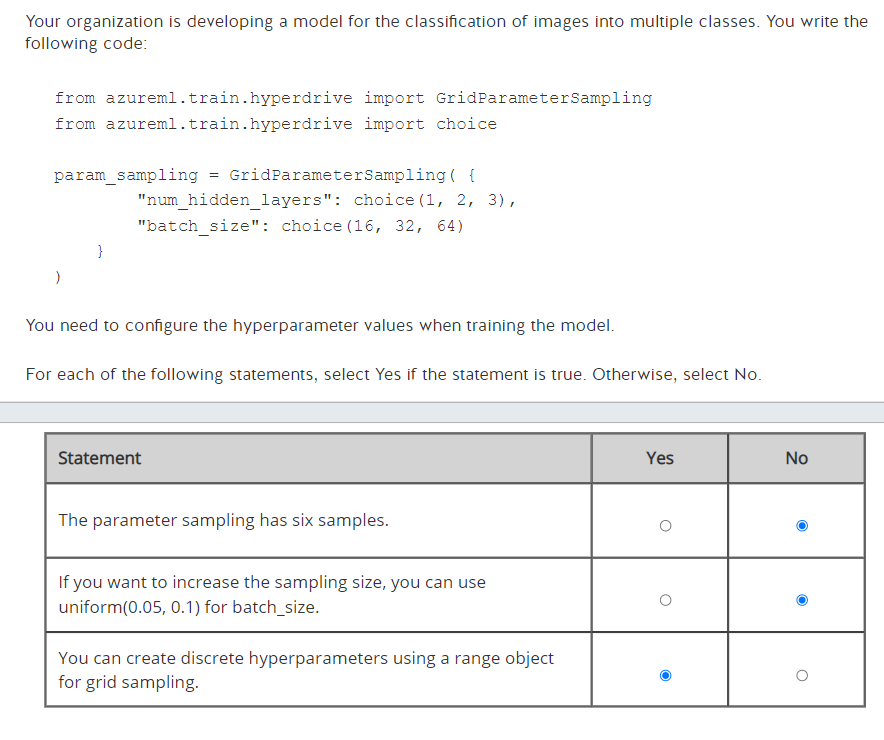 Your organization is developing a model for the classification of images into multiple classes. You write the
following code:
from azureml.train.hyperdrive import GridParameterSampling
from azureml.train.hyperdrive import choice
param_sampling = GridParameterSampling( {
"num_hidden_layers": choice(1, 2, 3),
"batch_size": choice(16, 32, 64)
}
)
You need to configure the hyperparameter values when training the model.
For each of the following statements, select Yes if the statement is true. Otherwise, select No.
Statement Yes No
The parameter sampling has six samples.
If you want to increase the sampling size, you can use
uniform(0.05, 0.1) for batch_size.
You can create discrete hyperparameters using a range object
for grid sampling.